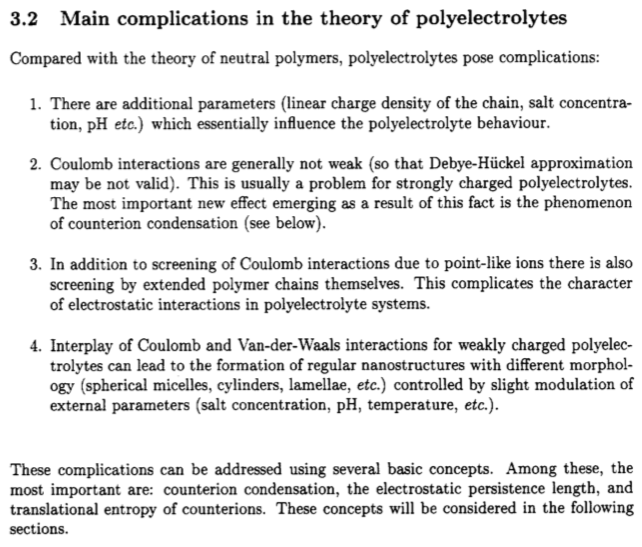 3.2 Main complications in the theory of polyelectrolytes
Compared with the theory of neutral polymers, polyelectrolytes pose complications:
1. There are additional parameters (linear charge density of the chain, salt concentra-
tion, pH etc.) which essentially influence the polyelectrolyte behaviour.
2. Coulomb interactions are generally not weak (so that Debye-Hückel approximation
may be not valid). This is usually a problem for strongly charged polyelectrolytes.
The most important new effect emerging as a result of this fact is the phenomenon
of counterion condensation (see below).
3. In addition to screening of Coulomb interactions due to point-like ions there is also
screening by extended polymer chains themselves. This complicates the character
of electrostatic interactions in polyelectrolyte systems.
4. Interplay of Coulomb and Van-der-Waals interactions for weakly charged polyelec-
trolytes can lead to the formation of regular nanostructures with different morphol-
ogy (spherical micelles, cylinders, lamellae, etc.) controlled by slight modulation of
external parameters (salt concentration, pH, temperature, etc.).
These complications can be addressed using several basic concepts. Among these, the
most important are: counterion condensation, the electrostatic persistence length, and
translational entropy of counterions. These concepts will be considered in the following
sections.